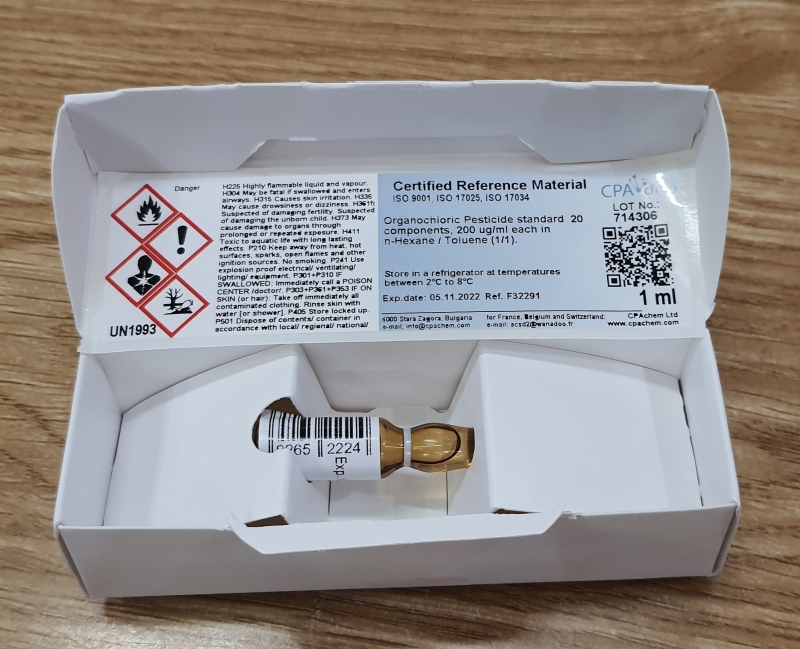 Danger
H225 Highly flammable liquid and vapour.
H304 May be fatal if swallowed and enters
airways. H315 Causes skin irritation. H336
May cause drowsiness or dizziness. H361fd
Suspected of damaging fertility. Suspected
of damaging the unborn child. H373 May
cause damage to organs through
prolonged or repeated exposure. H411
Toxic to aquatic life with long lasting
effects. P210 Keep away from heat, hot
surfaces, sparks, open flames and other
ignition sources. No smoking. P241 Use
explosion proof electrical/ ventilating/
lighting/ equipment. P301+P310 IF
SWALLOWED: Immediately call a POISON
CENTER /doctor/. P303+P361+P353 IF ON
SKIN (or hair): Take off immediately all
contaminated clothing. Rinse skin with
water [or shower]. P405 Store locked up.
P501 Dispose of contents/ container in
accordance with local/ regional/ national/
UN1993
Certified Reference Material
ISO 9001, ISO 17025, ISO 17034
Organochloric Pesticide standard 20
components, 200 ug/ml each in
n-Hexane / Toluene (1/1).
Store in a refrigerator at temperatures
between 2°C to 8°C
Exp.date: 05.11.2022 Ref. F32291
6000 Stara Zagora, Bulgaria
e-mail: info@cpachem.com
for France, Belgium and Switzerland:
e-mail: acsd2@wanadoo.fr
CPAchem
LOT No.:
714306
1 ml
CPAchem Ltd
www.cpachem.com
0265 2224
Exp.